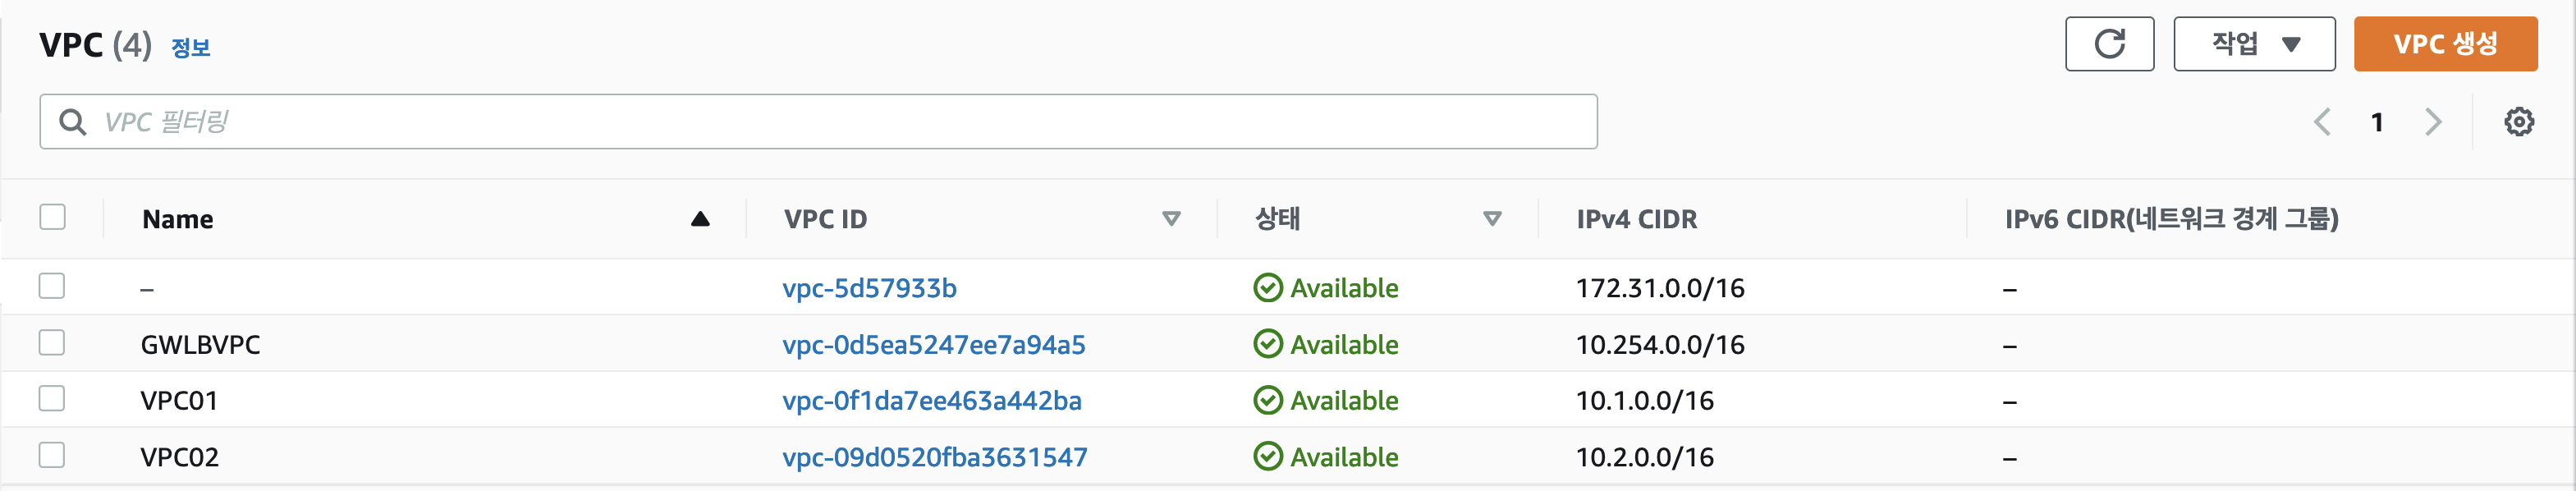 VPC (4) 정보
작업 VPC 생성
VPC 필터링
1
Name VPC ID 상태 IPv4 CIDR IPv6 CIDR(네트워크 경계 그룹)
– vpc-5d57933b Available 172.31.0.0/16 –
GWLBVPC vpc-0d5ea5247ee7a94a5 Available 10.254.0.0/16 –
VPC01 vpc-0f1da7ee463a442ba Available 10.1.0.0/16 –
VPC02 vpc-09d0520fba3631547 Available 10.2.0.0/16 –